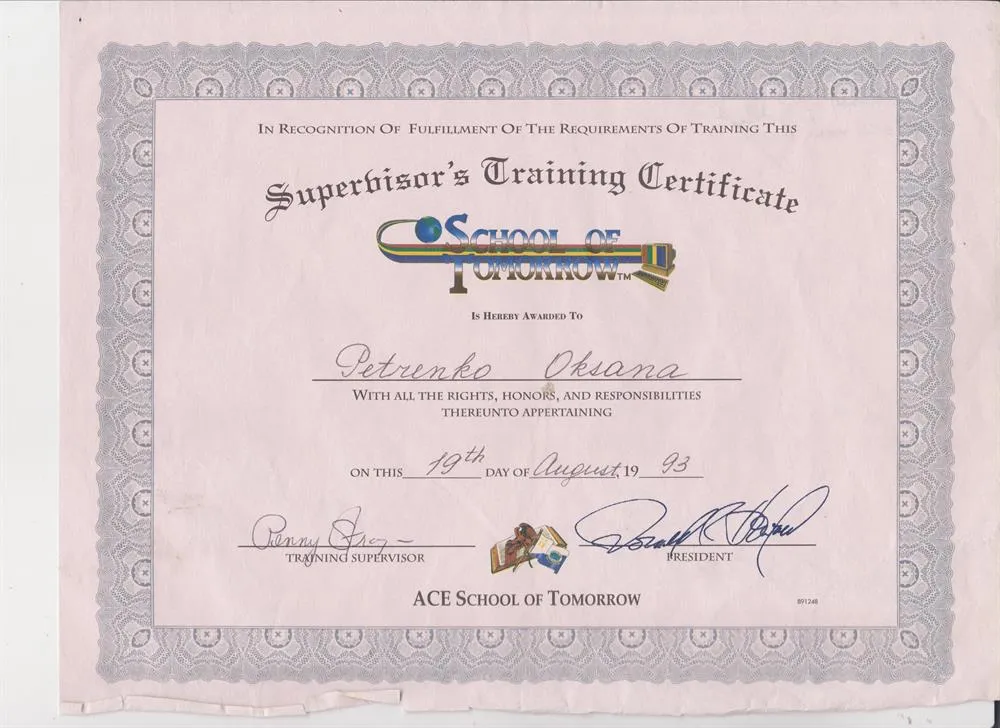 In Recognition Of Fulfillment Of The Requirements Of Training This
Supervisor's Training Certificate
School of
Tomorrow™
Is Hereby Awarded To
Petrenko Oksana
With all the rights, honors, and responsibilities
thereunto appertaining
on this 19th day of August, 19 93
Penny
Training Supervisor
President
ACE School of Tomorrow
891248